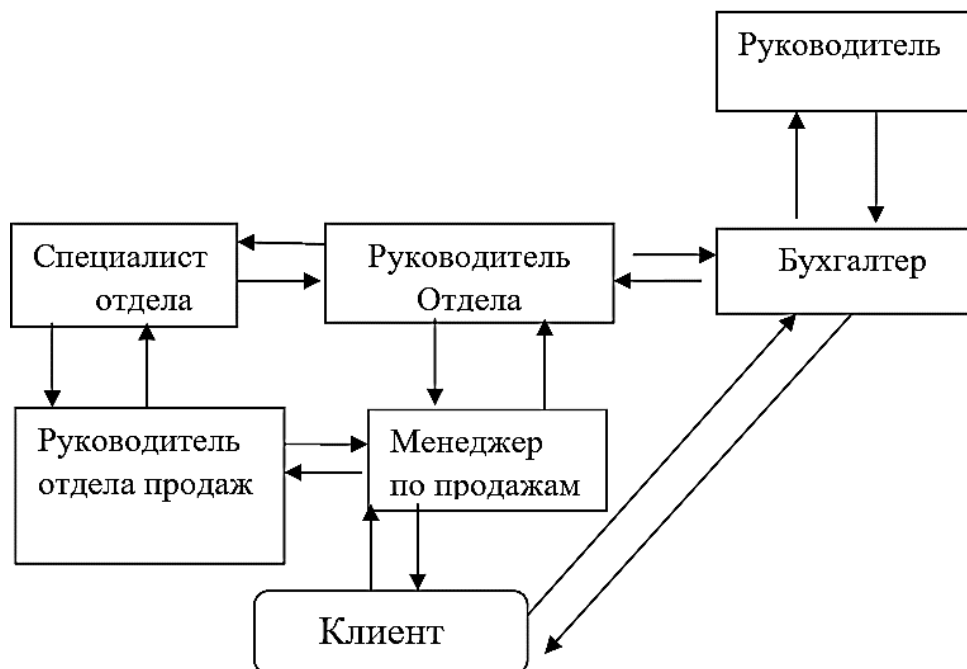 Руководитель
Специалист
отдела
Руководитель
Отдела
Бухгалтер
Руководитель
отдела продаж
Менеджер
по продажам
Клиент